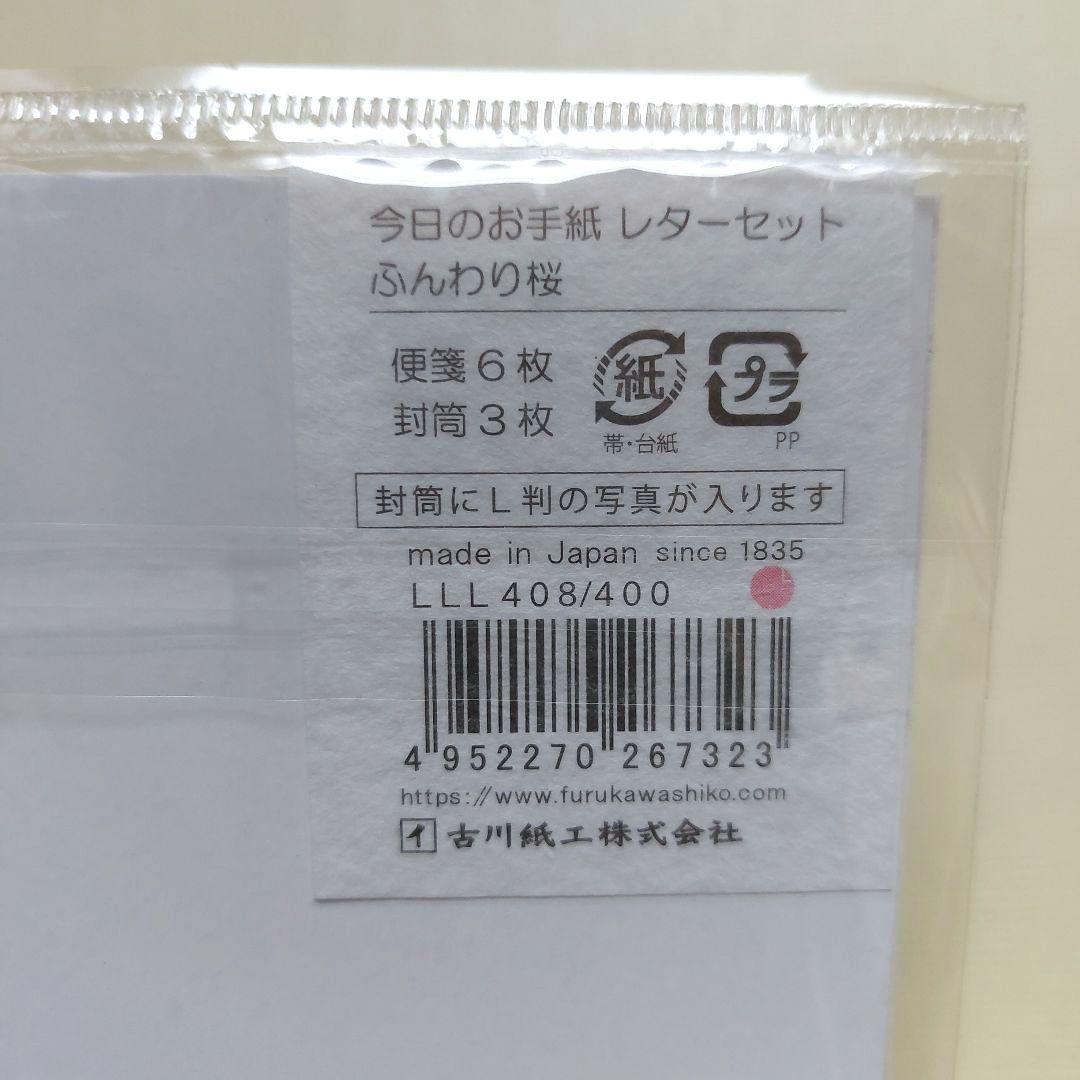 今日のお手紙 レターセット
ふんわり桜
便箋6枚
封筒3枚
紙
帯・台紙
プラ
PP
封筒にL判の写真が入ります
made in Japan since 1835
LLL408/400
4 952270 267323
https://www.furukawashiko.com
イ 古川紙工株式会社